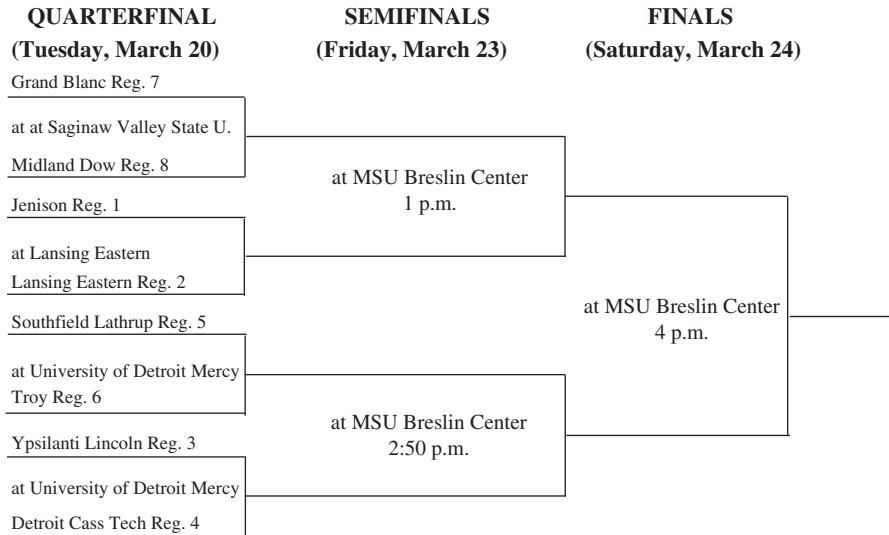 QUARTERFINAL SEMIFINALS FINALS
(Tuesday, March 20) (Friday, March 23) (Saturday, March 24)
Grand Blanc Reg. 7
at at Saginaw Valley State U.
Midland Dow Reg. 8
at MSU Breslin Center
1 p.m.
Jenison Reg. 1
at Lansing Eastern
Lansing Eastern Reg. 2
at MSU Breslin Center
4 p.m.
Southfield Lathrup Reg. 5
at University of Detroit Mercy
Troy Reg. 6
at MSU Breslin Center
2:50 p.m.
Ypsilanti Lincoln Reg. 3
at University of Detroit Mercy
Detroit Cass Tech Reg. 4